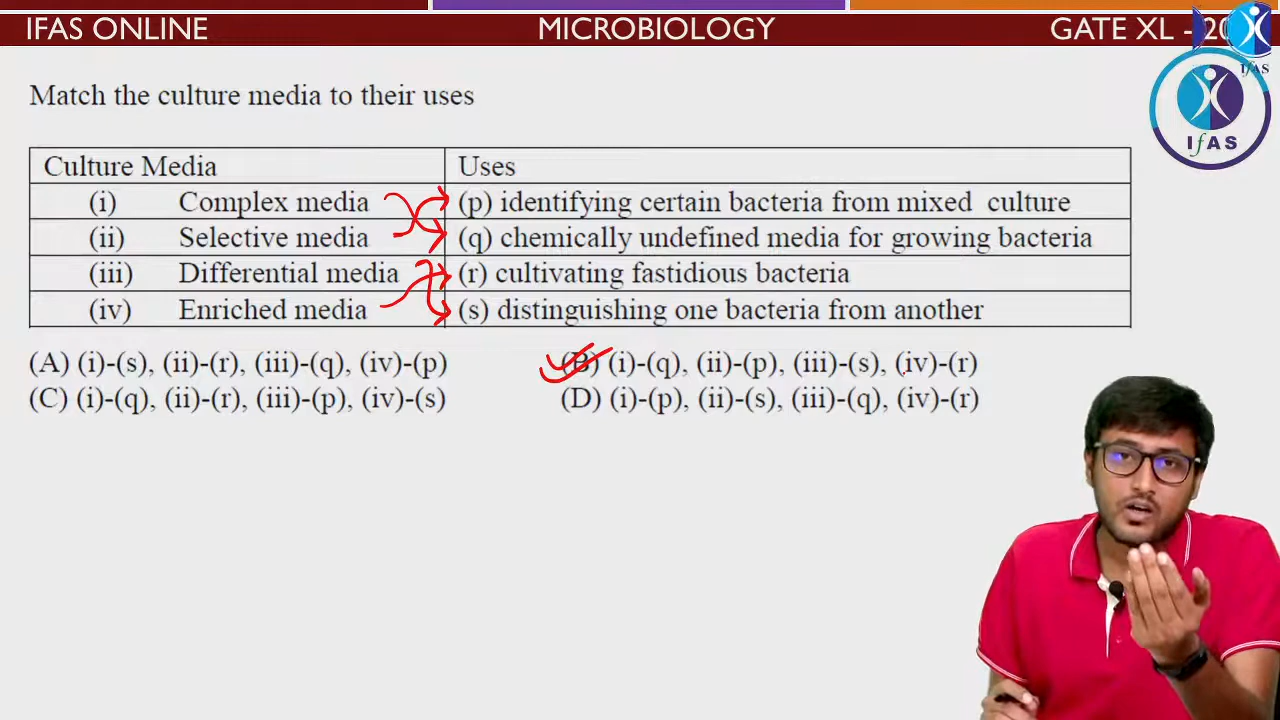 IFAS ONLINE MICROBIOLOGY GATE XL - 20
IfAS
IfAS
Match the culture media to their uses
Culture Media Uses
(i) Complex media (p) identifying certain bacteria from mixed culture
(ii) Selective media (q) chemically undefined media for growing bacteria
(iii) Differential media (r) cultivating fastidious bacteria
(iv) Enriched media (s) distinguishing one bacteria from another
(A) (i)-(s), (ii)-(r), (iii)-(q), (iv)-(p) (B) (i)-(q), (ii)-(p), (iii)-(s), (iv)-(r)
(C) (i)-(q), (ii)-(r), (iii)-(p), (iv)-(s) (D) (i)-(p), (ii)-(s), (iii)-(q), (iv)-(r)